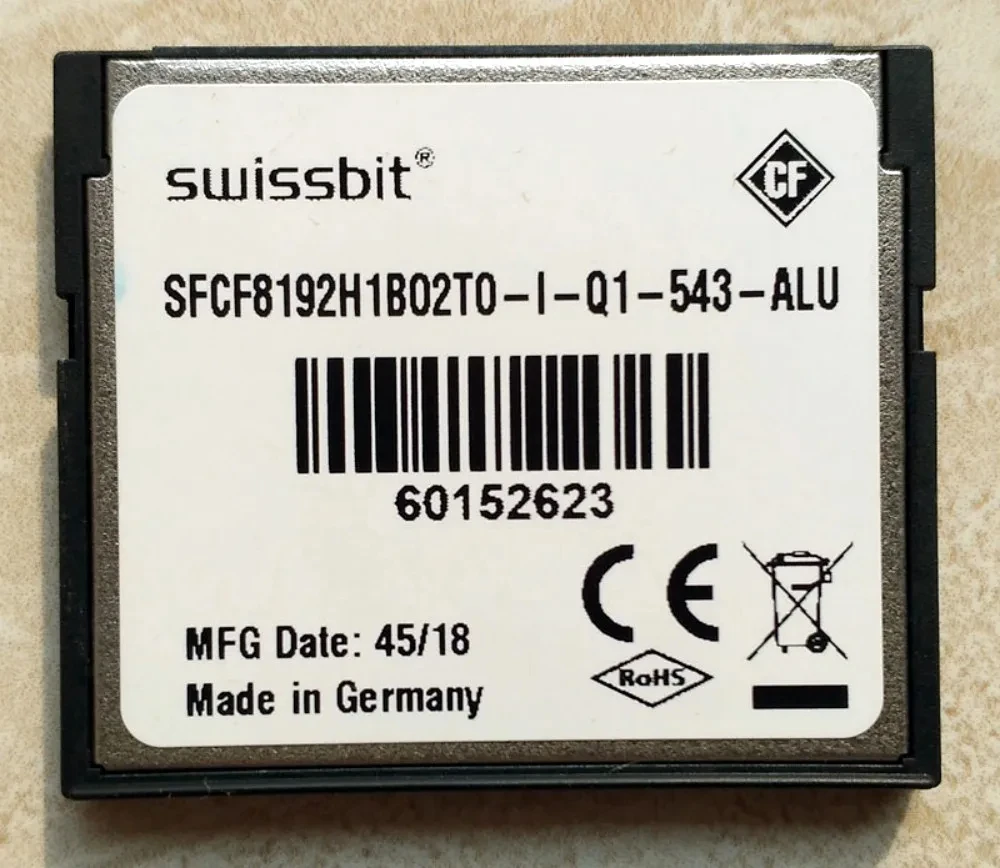 swissbit®
CF
SFCF8192H1BO2TO-I-Q1-543-ALU
60152623
CE
MFG Date: 45/18
RoHS
Made in Germany